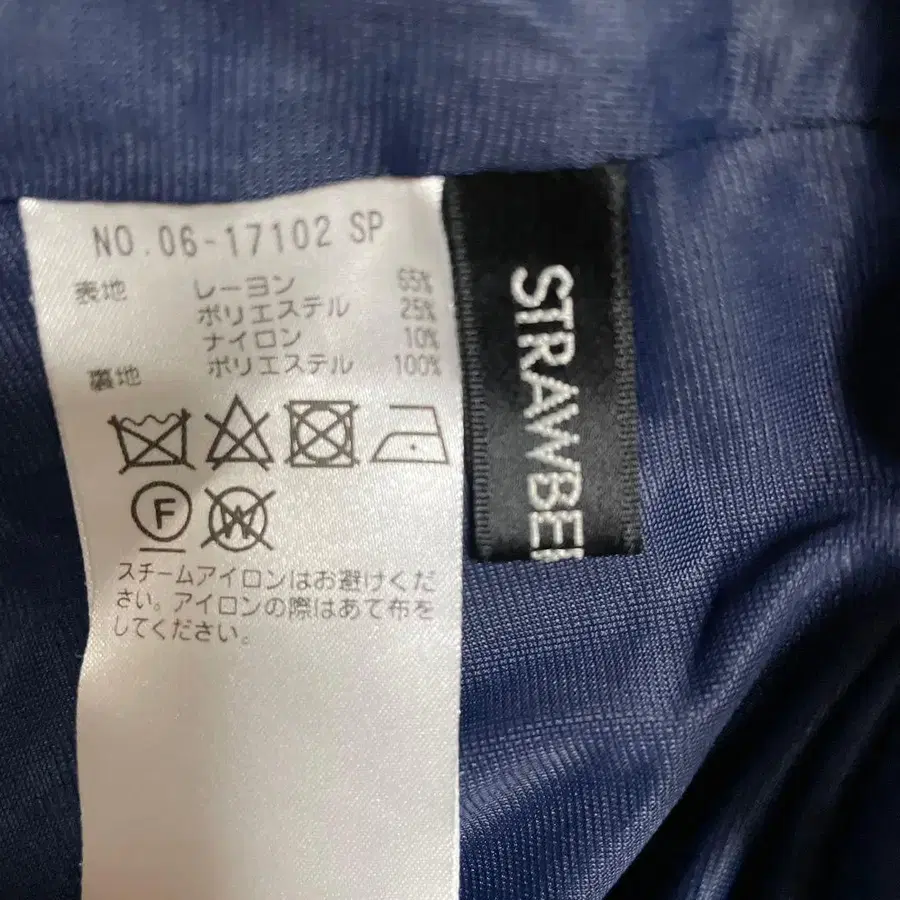 NO.06-17102 SP
表地 レーヨン 65%
ポリエステル 25%
ナイロン 10%
裏地 ポリエステル 100%
F W
スチームアイロンはお避けくだ
さい。アイロンの際はあて布を
してください。
STRAWBE